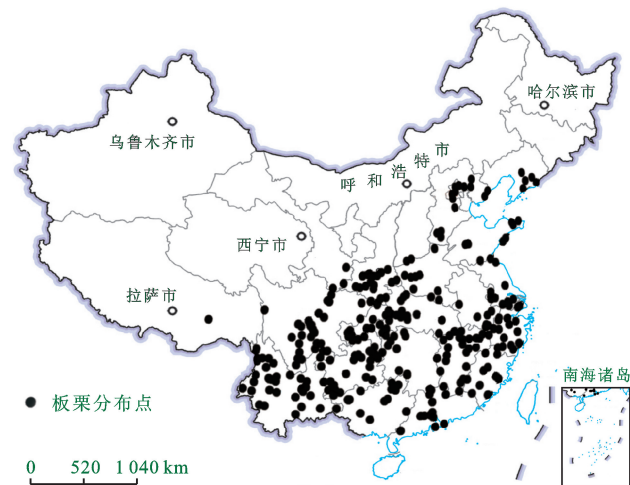 哈尔滨市
乌鲁木齐市
呼和浩特市
西宁市
拉萨市
南海诸岛
板栗分布点
0 520 1 040 km